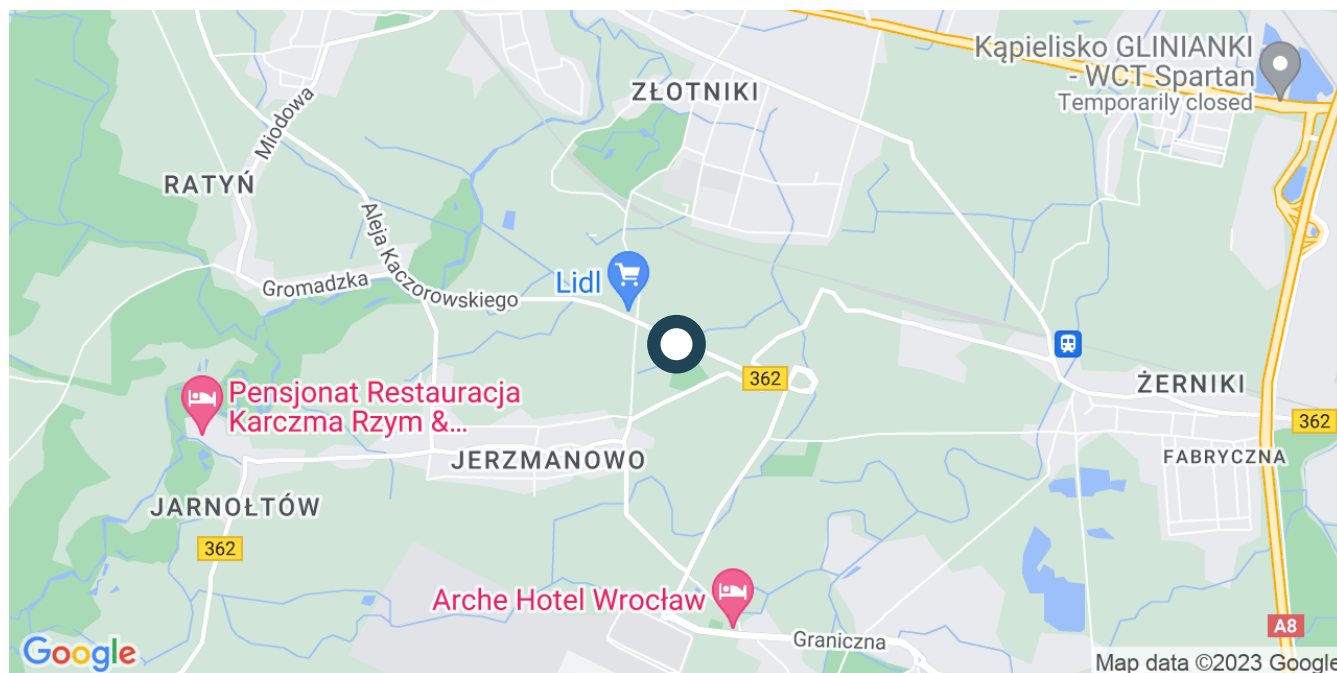 Kąpielisko GLINIANKI
- WCT Spartan
Temporarily closed
ZŁOTNIKI
Miodowa
RATYŃ
Aleja Kaczorowskiego
Gromadzka
Lidl
362
ŻERNIKI
Pensjonat Restauracja
Karczma Rzym &...
362
JERZMANOWO
FABRYCZNA
JARNOŁTÓW
362
Arche Hotel Wrocław
Graniczna
A8
Google
Map data ©2023 Google